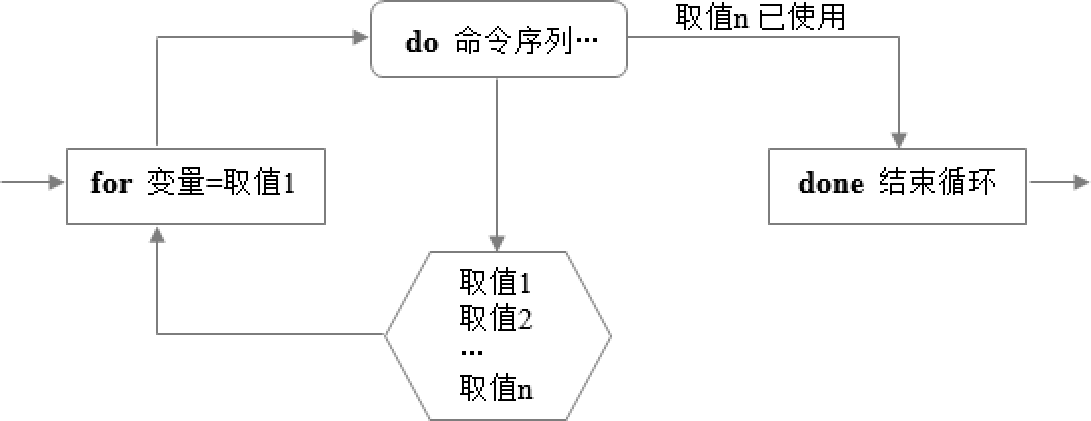 do 命令序列…
取值n 已使用
for 变量=取值1
done 结束循环
取值1
取值2
…
取值n